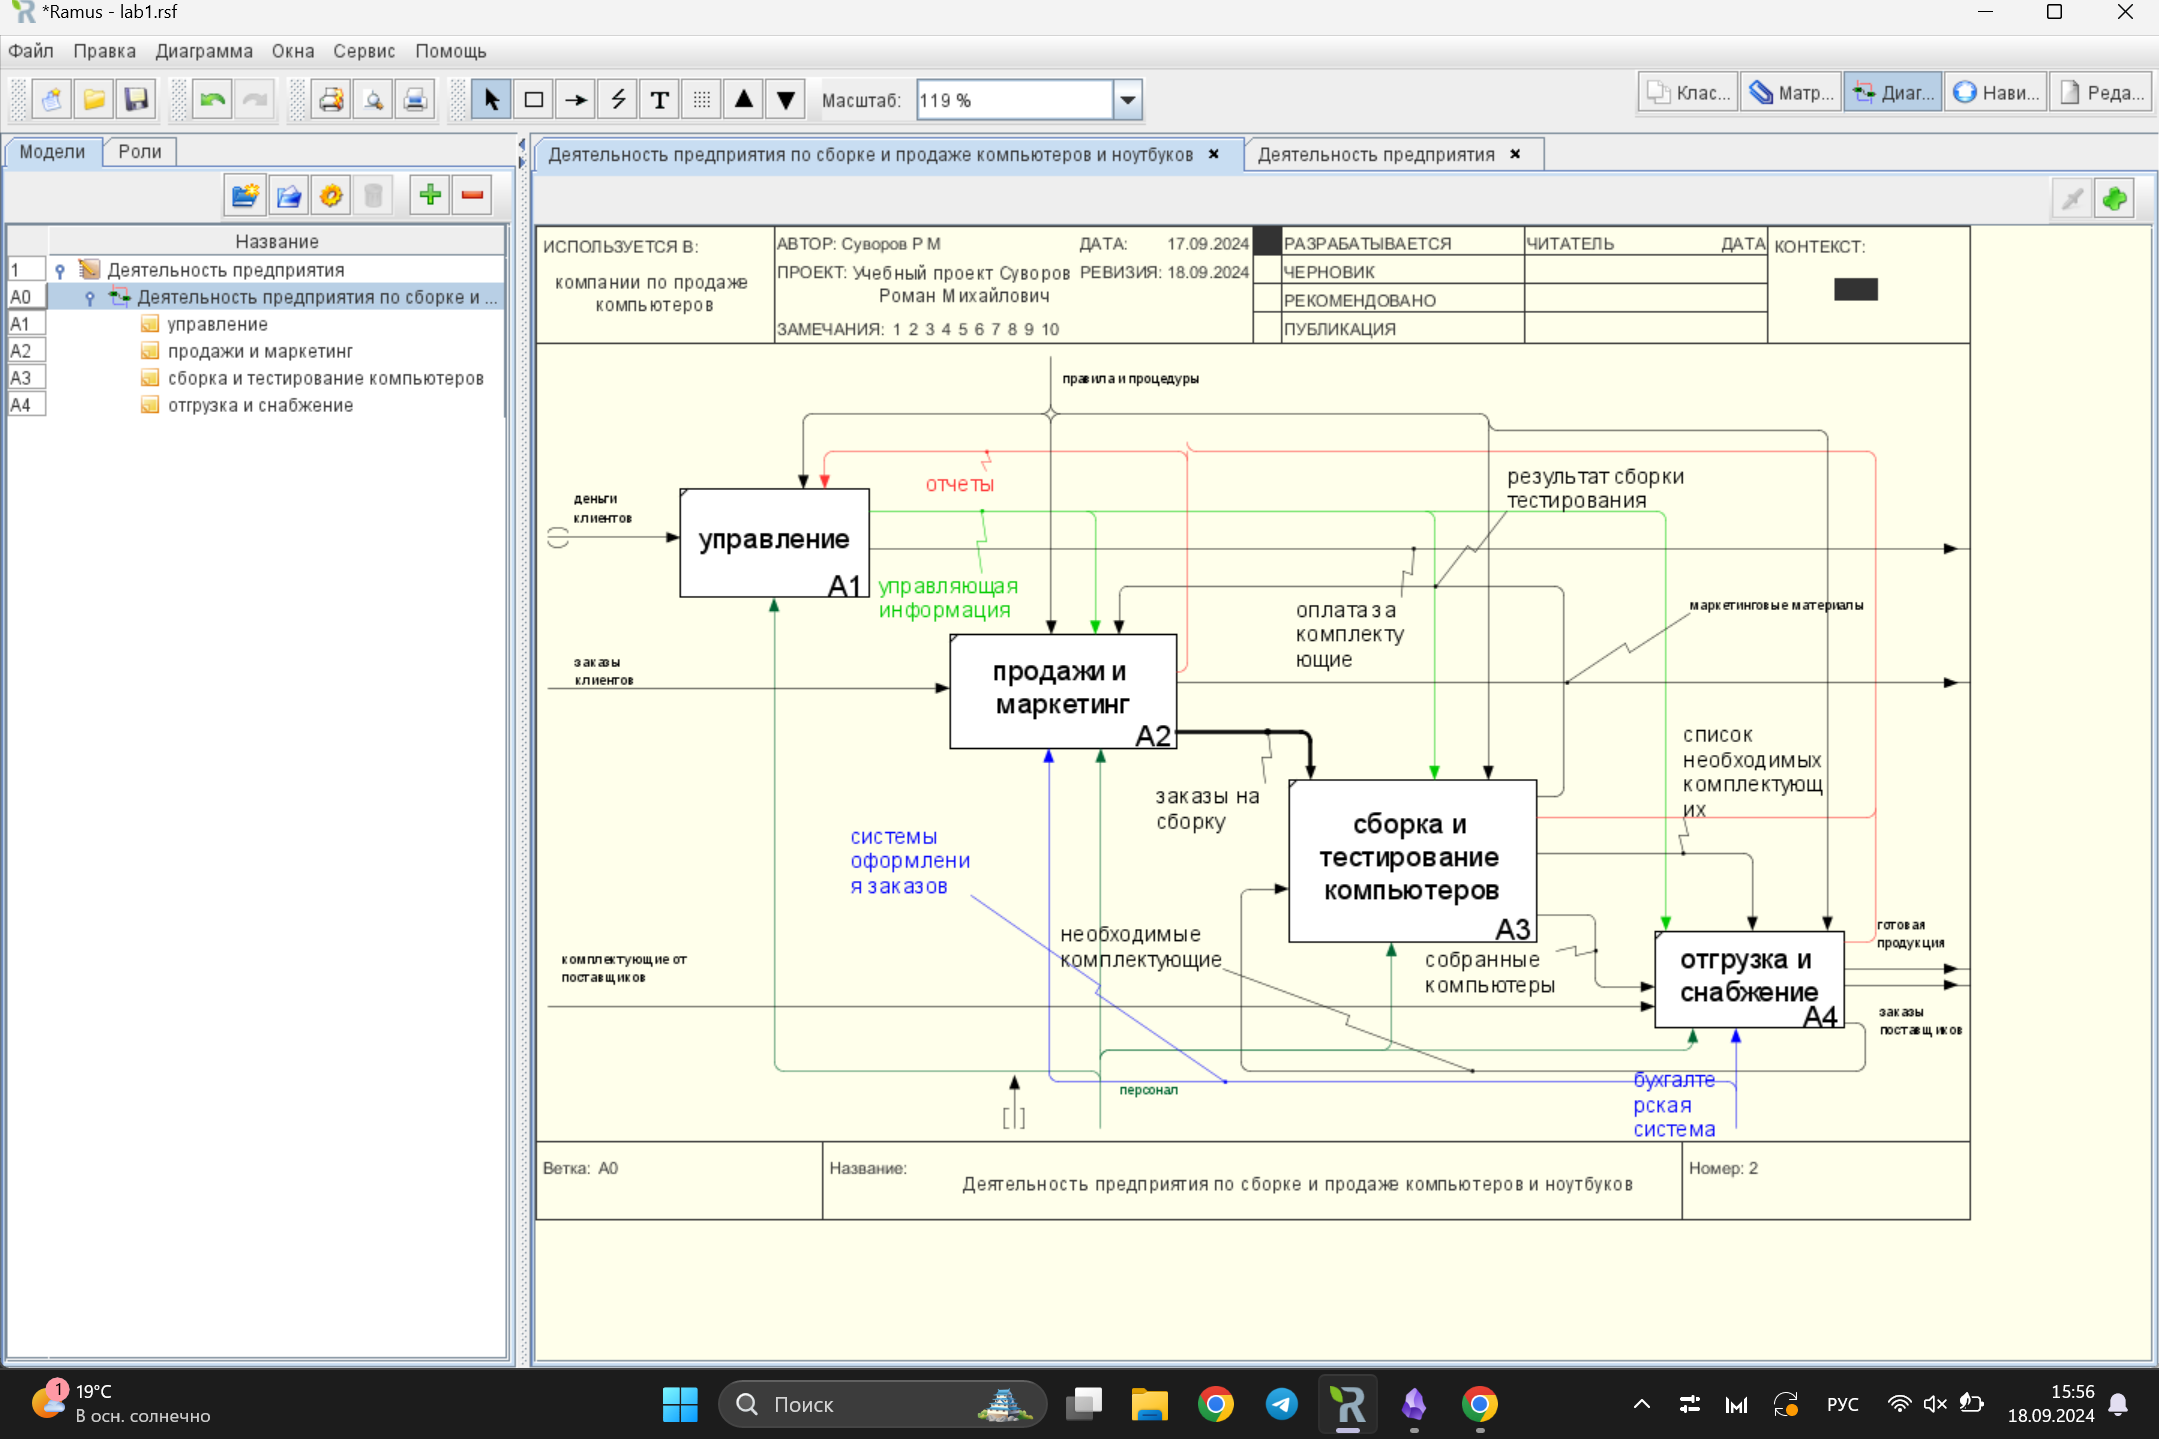 *Ramus - lab1.rsf
Файл Правка Диаграмма Окна Сервис Помощь
Масштаб: 119 %
Клас... Матр... Диаг... Нави... Реда...
Модели Роли
Деятельность предприятия по сборке и продаже компьютеров и ноутбуков Деятельность предприятия
Название
1 Деятельность предприятия
A0 Деятельность предприятия по сборке и ...
A1 управление
A2 продажи и маркетинг
A3 сборка и тестирование компьютеров
A4 отгрузка и снабжение
ИСПОЛЬЗУЕТСЯ В:
компании по продаже
компьютеров
АВТОР: Суворов Р М ДАТА: 17.09.2024
ПРОЕКТ: Учебный проект Суворов РЕВИЗИЯ: 18.09.2024
Роман Михайлович
ЗАМЕЧАНИЯ: 1 2 3 4 5 6 7 8 9 10
РАЗРАБАТЫВАЕТСЯ
ЧЕРНОВИК
РЕКОМЕНДОВАНО
ПУБЛИКАЦИЯ
ЧИТАТЕЛЬ ДАТА
КОНТЕКСТ:
правила и процедуры
отчеты
результат сборки
тестирования
деньги
клиентов
управление
A1
управляющая
информация
оплата за
комплекту
ющие
маркетинговые материалы
заказы
клиентов
продажи и
маркетинг
A2
список
необходимых
комплектующ
их
заказы на
сборку
сборка и
тестирование
компьютеров
A3
системы
оформлени
я заказов
необходимые
комплектующие
собранные
компьютеры
готовая
продукция
комплектующие от
поставщиков
отгрузка и
снабжение
A4
заказы
поставщиков
персонал
бухгалте
рская
система
Ветка: A0
Название:
Деятельность предприятия по сборке и продаже компьютеров и ноутбуков
Номер: 2
1
19°C
В осн. солнечно
Поиск
РУС
15:56
18.09.2024